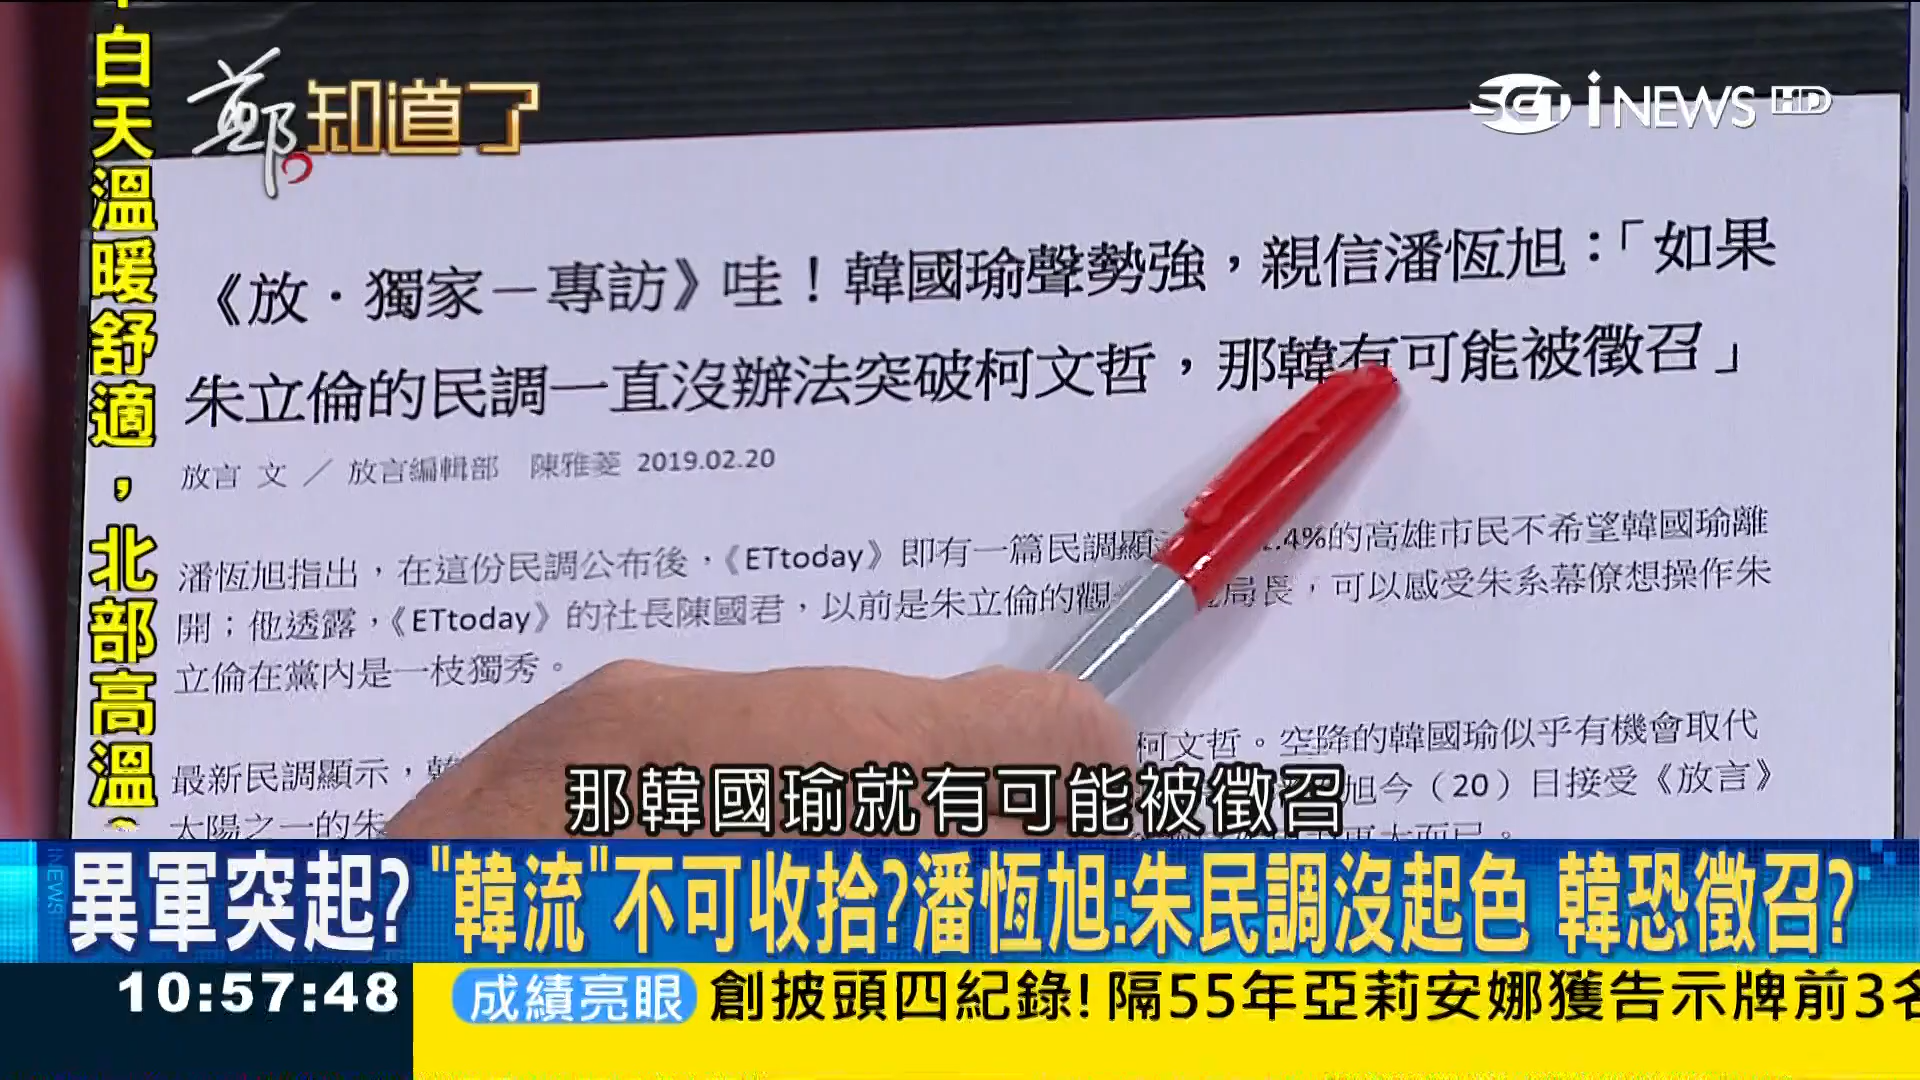 白天溫暖舒適，北部高溫
鄭知道了
SET iNEWS HD
《放．獨家－專訪》哇！韓國瑜聲勢強，親信潘恆旭：「如果
朱立倫的民調一直沒辦法突破柯文哲，那韓有可能被徵召」
放言 文 ／ 放言編輯部 陳雅菱 2019.02.20
潘恆旭指出，在這份民調公布後，《ETtoday》即有一篇民調顯 .4%的高雄市民不希望韓國瑜離
開；他透露，《ETtoday》的社長陳國君，以前是朱立倫的觀 局長，可以感受朱系幕僚想操作朱
立倫在黨內是一枝獨秀。
最新民調顯示， 柯文哲。空降的韓國瑜似乎有機會取代
太陽之一的朱 旭今（20）日接受《放言》
那韓國瑜就有可能被徵召
NEWS
異軍突起？"韓流"不可收拾？潘恆旭：朱民調沒起色 韓恐徵召？
10:57:48
成績亮眼 創披頭四紀錄！隔55年亞莉安娜獲告示牌前3名